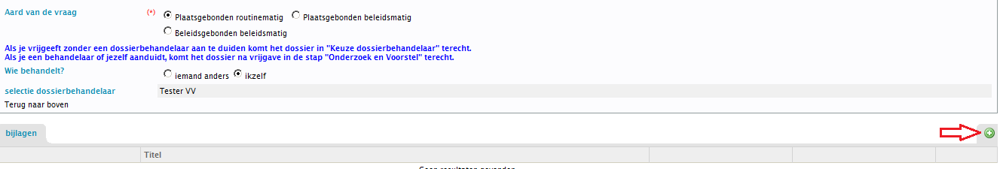 Aard van de vraag (*) Plaatsgebonden routinematig Plaatsgebonden beleidsmatig
Beleidsgebonden beleidsmatig
Als je vrijgeeft zonder een dossierbehandelaar aan te duiden komt het dossier in "Keuze dossierbehandelaar" terecht.
Als je een behandelaar of jezelf aanduidt, komt het dossier na vrijgave in de stap "Onderzoek en Voorstel" terecht.
Wie behandelt? iemand anders ikzelf
selectie dossierbehandelaar Tester VV
Terug naar boven
bijlagen
Titel
Geen resultaten gevonden